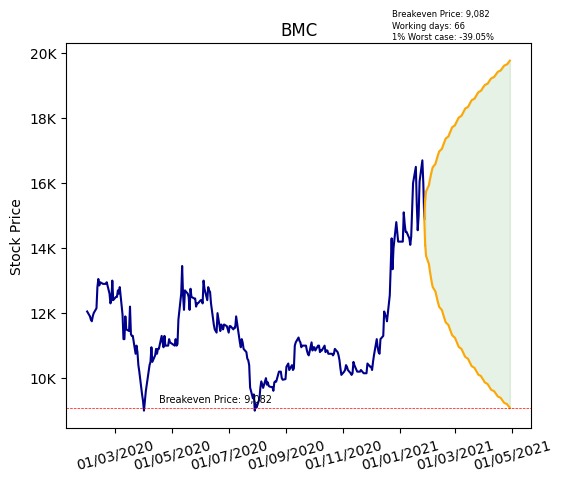 Breakeven Price: 9,082
Working days: 66
1% Worst case: -39.05%
BMC
Stock Price
20K
18K
16K
14K
12K
10K
Breakeven Price: 9,082
01/03/2020
01/05/2020
01/07/2020
01/09/2020
01/11/2020
01/01/2021
01/03/2021
01/05/2021